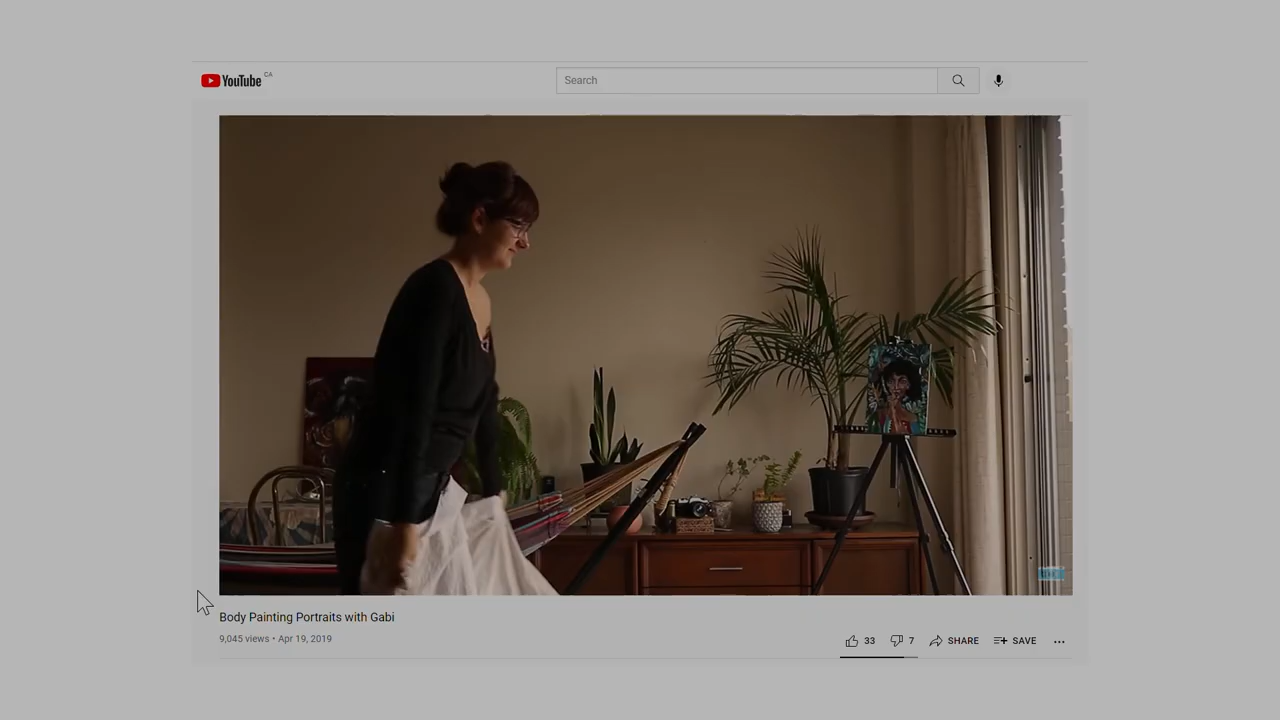 YouTube CA
Search
Body Painting Portraits with Gabi
9,045 views • Apr 19, 2019
33
7
SHARE
SAVE